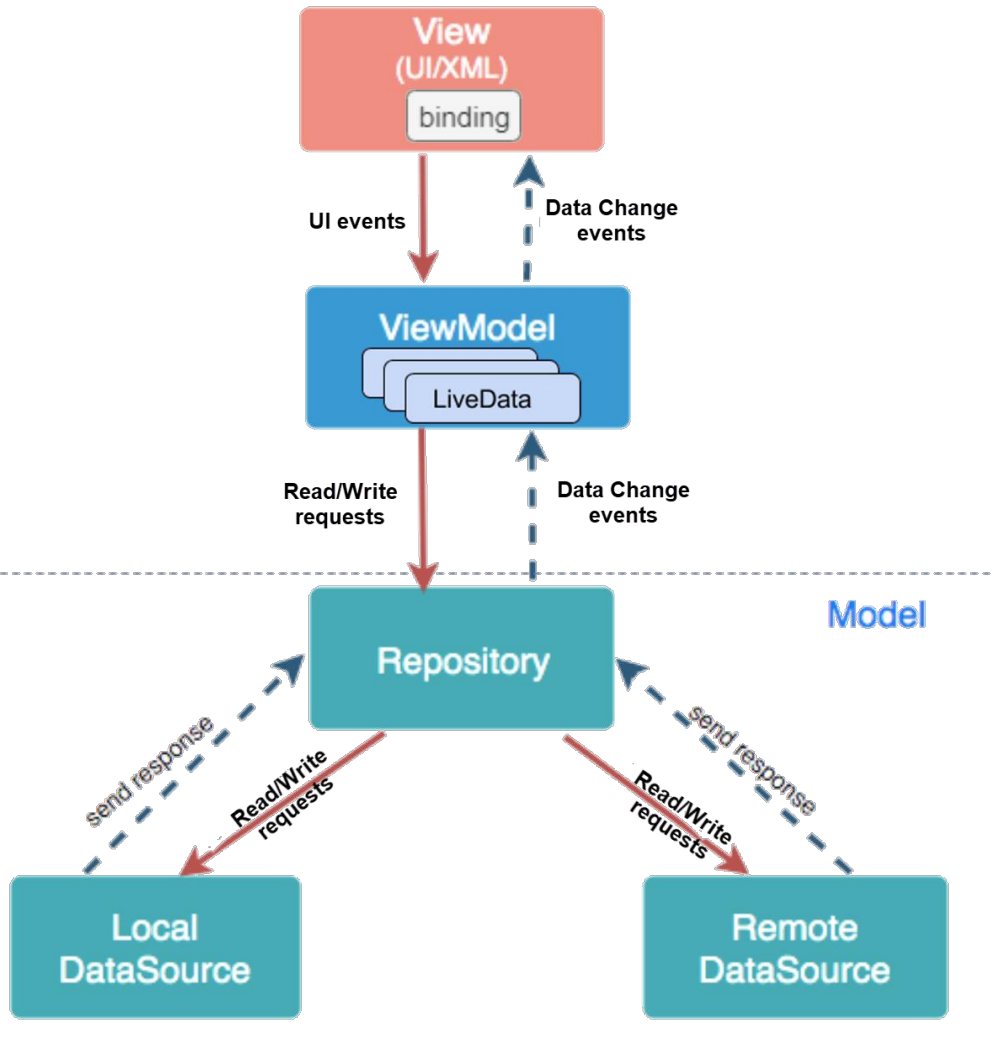 View
(UI/XML)
binding
UI events
Data Change
events
ViewModel
LiveData
Read/Write
requests
Data Change
events
Model
Repository
send response
Read/Write
requests
Read/Write
requests
send response
Local
DataSource
Remote
DataSource